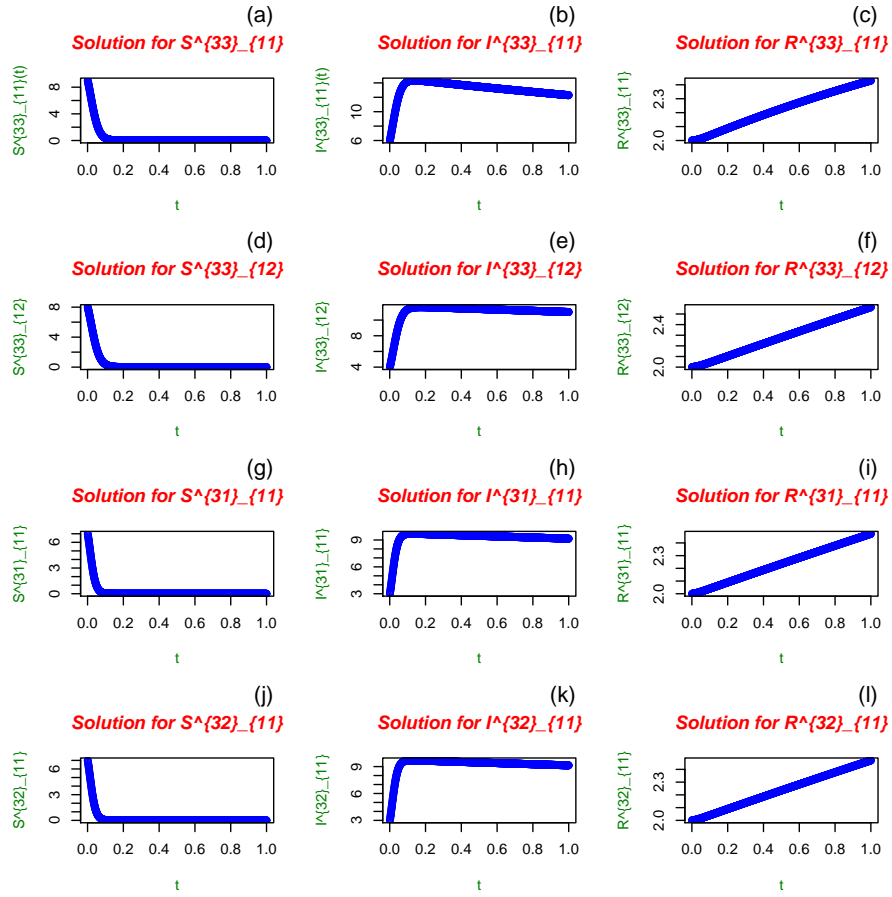 (a)
Solution for S^{33}_{11}
S^{33}_{11}(t)
0 4 8
0.0 0.2 0.4 0.6 0.8 1.0
t
(b)
Solution for I^{33}_{11}
I^{33}_{11}(t)
6 10
0.0 0.2 0.4 0.6 0.8 1.0
t
(c)
Solution for R^{33}_{11}
R^{33}_{11}
2.0 2.3
0.0 0.2 0.4 0.6 0.8 1.0
t
(d)
Solution for S^{33}_{12}
S^{33}_{12}
0 4 8
0.0 0.2 0.4 0.6 0.8 1.0
t
(e)
Solution for I^{33}_{12}
I^{33}_{12}
4 8
0.0 0.2 0.4 0.6 0.8 1.0
t
(f)
Solution for R^{33}_{12}
R^{33}_{12}
2.0 2.4
0.0 0.2 0.4 0.6 0.8 1.0
t
(g)
Solution for S^{31}_{11}
S^{31}_{11}
0 3 6
0.0 0.2 0.4 0.6 0.8 1.0
t
(h)
Solution for I^{31}_{11}
I^{31}_{11}
3 6 9
0.0 0.2 0.4 0.6 0.8 1.0
t
(i)
Solution for R^{31}_{11}
R^{31}_{11}
2.0 2.3
0.0 0.2 0.4 0.6 0.8 1.0
t
(j)
Solution for S^{32}_{11}
S^{32}_{11}
0 3 6
0.0 0.2 0.4 0.6 0.8 1.0
t
(k)
Solution for I^{32}_{11}
I^{32}_{11}
3 6 9
0.0 0.2 0.4 0.6 0.8 1.0
t
(l)
Solution for R^{32}_{11}
R^{32}_{11}
2.0 2.3
0.0 0.2 0.4 0.6 0.8 1.0
t